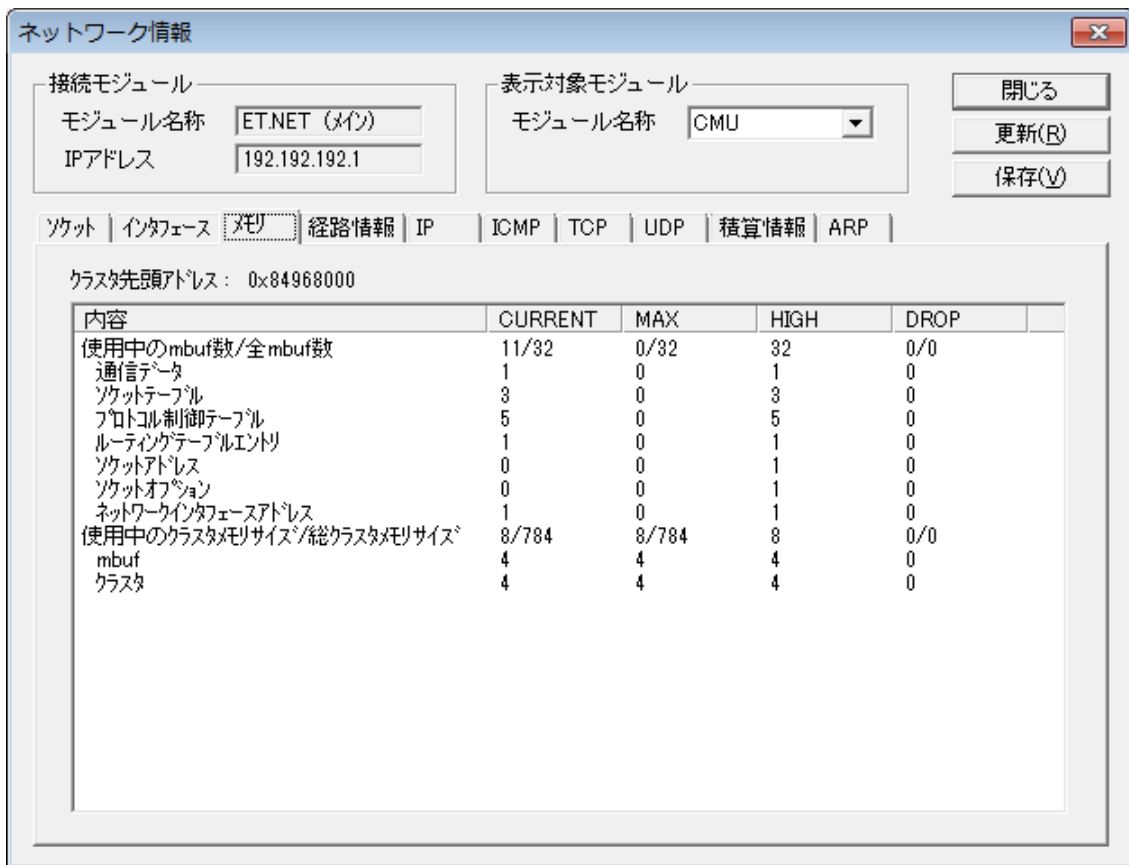 ネットワーク情報
接続モジュール
モジュール名称 ET.NET（メイン）
IPアドレス 192.192.192.1
表示対象モジュール
モジュール名称 CMU
閉じる
更新(R)
保存(V)
ソケット インタフェース メモリ 経路情報 IP ICMP TCP UDP 積算情報 ARP
クラスタ先頭アドレス： 0x84968000
内容 CURRENT MAX HIGH DROP
使用中のmbuf数/全mbuf数 11/32 0/32 32 0/0
通信データ 1 0 1 0
ソケットテーブル 3 0 3 0
プロトコル制御テーブル 5 0 5 0
ルーティングテーブルエントリ 1 0 1 0
ソケットアドレス 0 0 1 0
ソケットオプション 0 0 1 0
ネットワークインタフェースアドレス 1 0 1 0
使用中のクラスタメモリサイズ/総クラスタメモリサイズ 8/784 8/784 8 0/0
mbuf 4 4 4 0
クラスタ 4 4 4 0